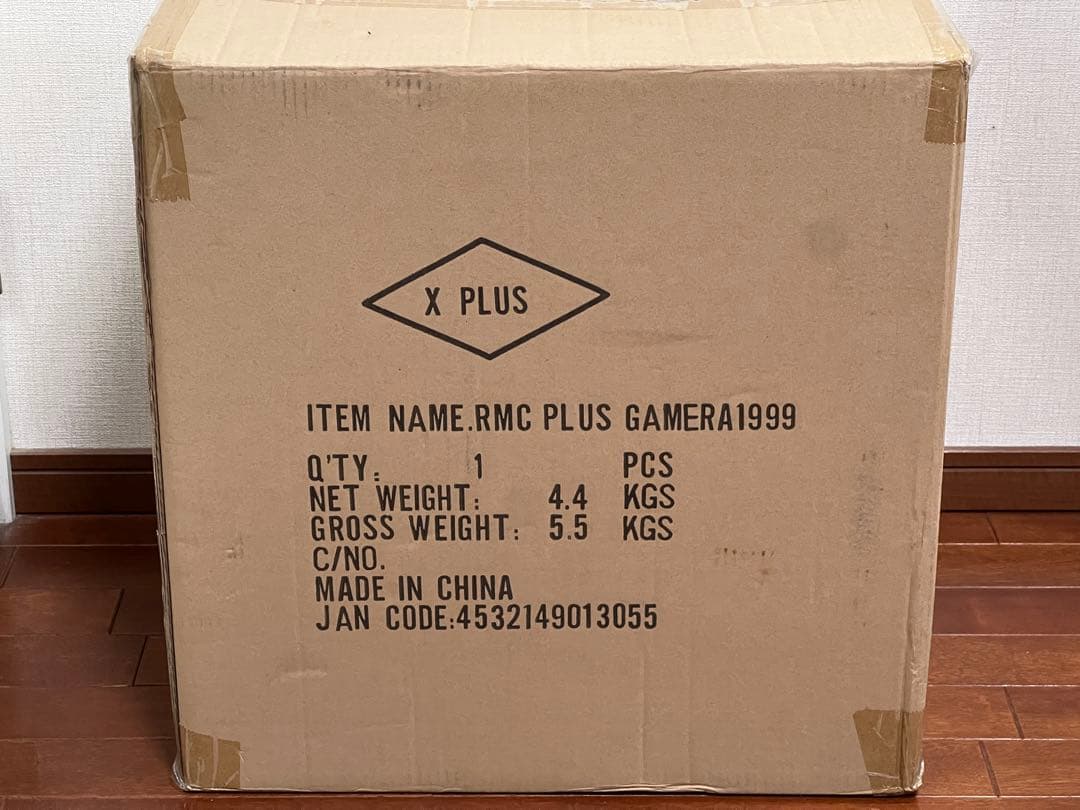 X PLUS
ITEM NAME.RMC PLUS GAMERA1999
Q'TY: 1 PCS
NET WEIGHT: 4.4 KGS
GROSS WEIGHT: 5.5 KGS
C/NO.
MADE IN CHINA
JAN CODE:4532149013055